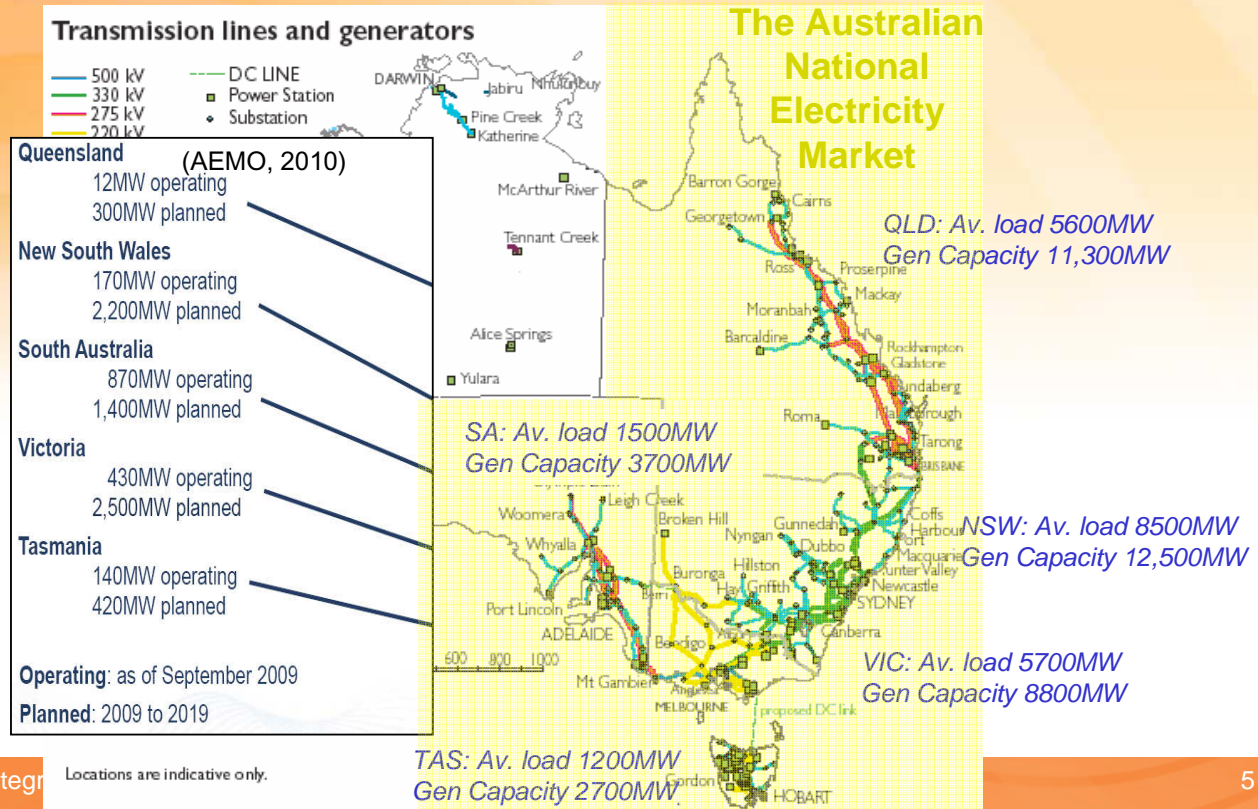 The Australian
National
Electricity
Market
Transmission lines and generators
500 kV
330 kV
275 kV
220 kV
DC LINE
Power Station
Substation
(AEMO, 2010)
Queensland
12MW operating
300MW planned
New South Wales
170MW operating
2,200MW planned
South Australia
870MW operating
1,400MW planned
Victoria
430MW operating
2,500MW planned
Tasmania
140MW operating
420MW planned
Operating: as of September 2009
Planned: 2009 to 2019
DARWIN
Jabiru
Nhulunbuy
Pine Creek
Katherine
McArthur River
Tennant Creek
Alice Springs
Yulara
Barron Gorge
Cairns
Georgetown
QLD: Av. load 5600MW
Gen Capacity 11,300MW
Ross
Proserpine
Mackay
Moranbah
Barcaldine
Rockhampton
Gladstone
Roma
Tarong
BRISBANE
SA: Av. load 1500MW
Gen Capacity 3700MW
Leigh Creek
Woomera
Broken Hill
Whyalla
Port Lincoln
ADELAIDE
Berri
Buronga
Mt Gambier
Gunnedah
Nyngan
Dubbo
Hillston
Hay
Griffith
Coffs
Harbour
Port
Macquarie
Newcastle
SYDNEY
Canberra
NSW: Av. load 8500MW
Gen Capacity 12,500MW
Bendigo
MELBOURNE
VIC: Av. load 5700MW
Gen Capacity 8800MW
600 800 1000
proposed DC link
TAS: Av. load 1200MW
Gen Capacity 2700MW
Gordon
HOBART
Locations are indicative only.
5